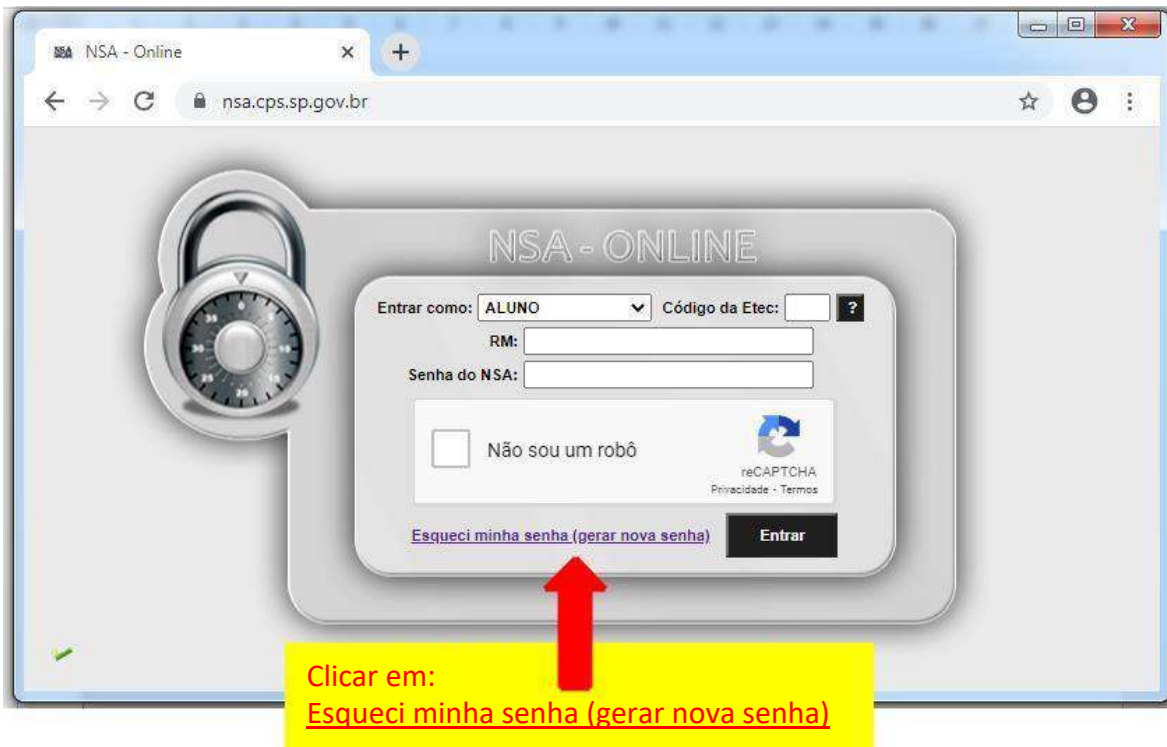 NSA - Online
nsa.cps.sp.gov.br
NSA - ONLINE
Entrar como: ALUNO Código da Etec: ?
RM:
Senha do NSA:
Não sou um robô
reCAPTCHA
Privacidade - Termos
Esqueci minha senha (gerar nova senha) Entrar
Clicar em:
Esqueci minha senha (gerar nova senha)